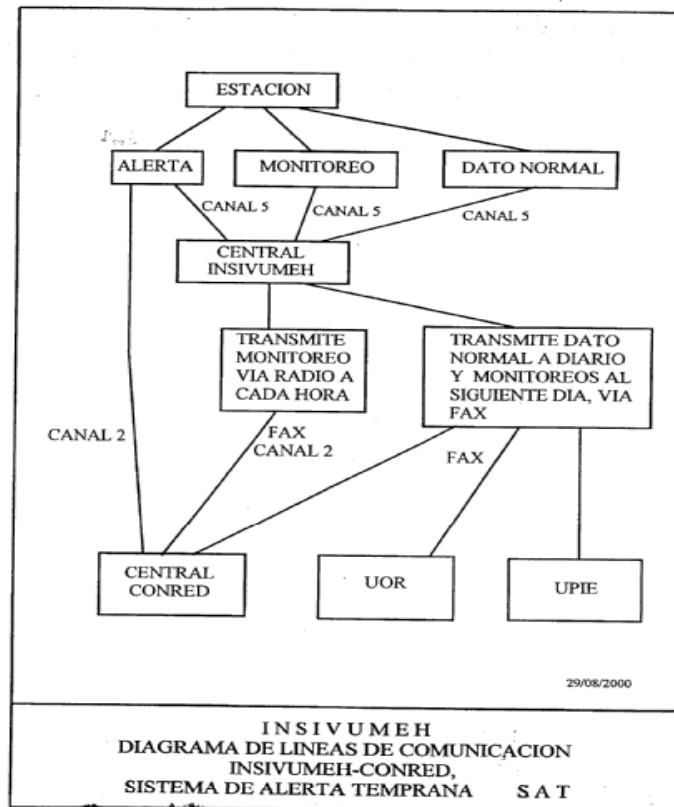 ESTACION
ALERTA
MONITOREO
DATO NORMAL
CANAL 5
CANAL 5
CANAL 5
CENTRAL
INSIVUMEH
TRANSMITE
MONITOREO
VIA RADIO A
CADA HORA
TRANSMITE DATO
NORMAL A DIARIO
Y MONITOREOS AL
SIGUIENTE DIA, VIA
FAX
CANAL 2
FAX
CANAL 2
FAX
CENTRAL
CONRED
UOR
UPIE
29/08/2000
I N S I V U M E H
DIAGRAMA DE LINEAS DE COMUNICACION
INSIVUMEH-CONRED,
SISTEMA DE ALERTA TEMPRANA S A T